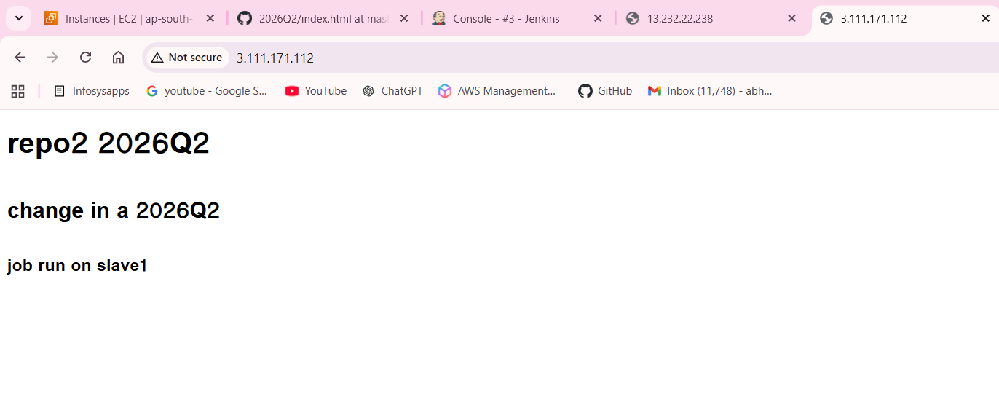 Instances | EC2 | ap-south-
2026Q2/index.html at mast
Console - #3 - Jenkins
13.232.22.238
3.111.171.112
Not secure
3.111.171.112
Infosysapps
youtube - Google S...
YouTube
ChatGPT
AWS Management...
GitHub
Inbox (11,748) - abh...
repo2 2026Q2
change in a 2026Q2
job run on slave1